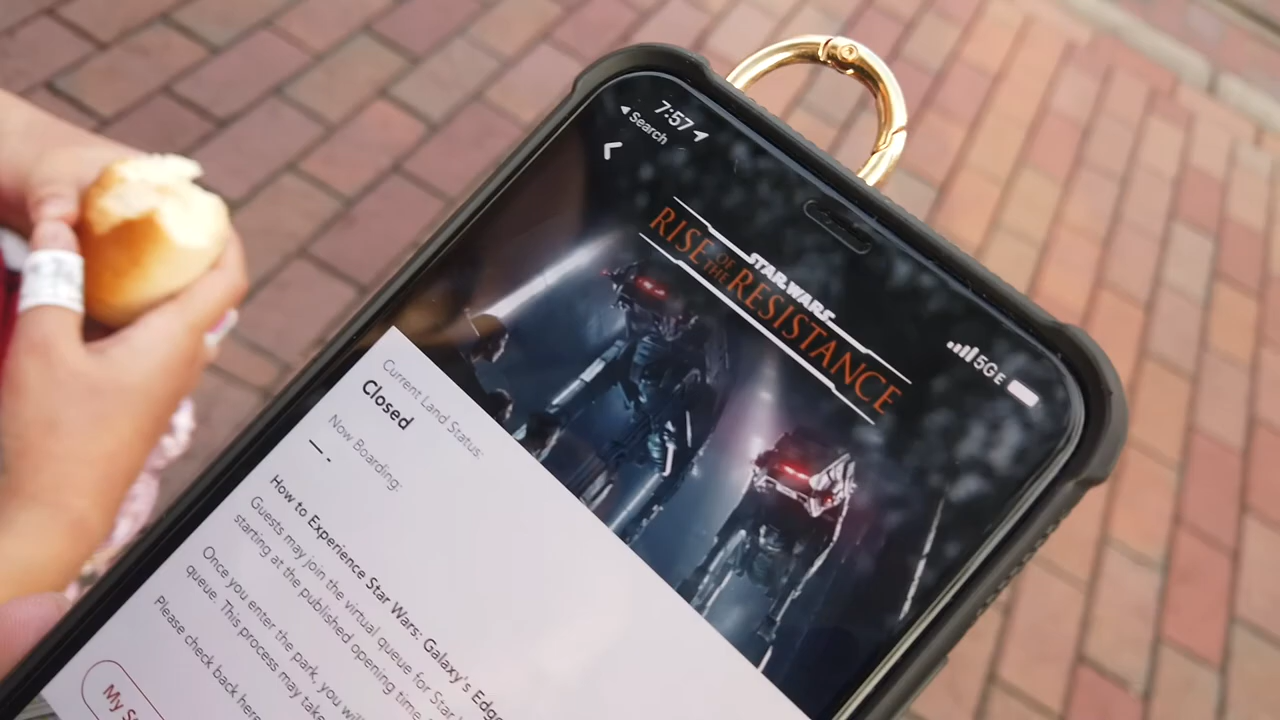 7:57
Search
5GE
STAR WARS
RISE OF THE RESISTANCE
Current Land Status:
Closed
Now Boarding:
— -
How to Experience Star Wars: Galaxy's Edge
Guests may join the virtual queue for Star
starting at the published opening time
Once you enter the park, you will
queue. This process may take
Please check back here
My